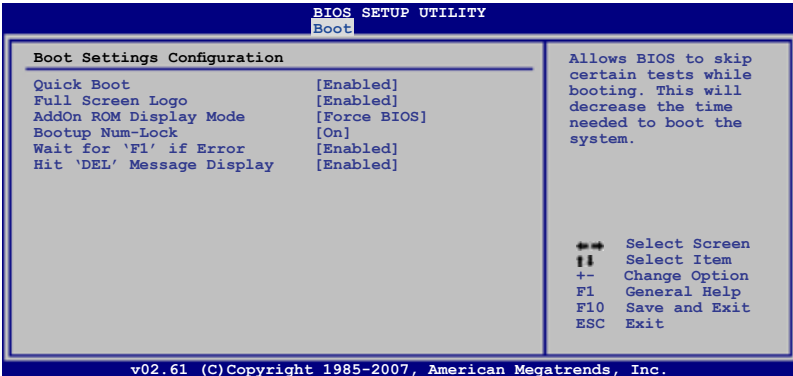 BIOS SETUP UTILITY
Boot
Boot Settings Configuration
Quick Boot [Enabled]
Full Screen Logo [Enabled]
AddOn ROM Display Mode [Force BIOS]
Bootup Num-Lock [On]
Wait for ‘F1’ if Error [Enabled]
Hit ‘DEL’ Message Display [Enabled]
Allows BIOS to skip
certain tests while
booting. This will
decrease the time
needed to boot the
system.
←→ Select Screen
↑↓ Select Item
+- Change Option
F1 General Help
F10 Save and Exit
ESC Exit
v02.61 (C)Copyright 1985-2007, American Megatrends, Inc.